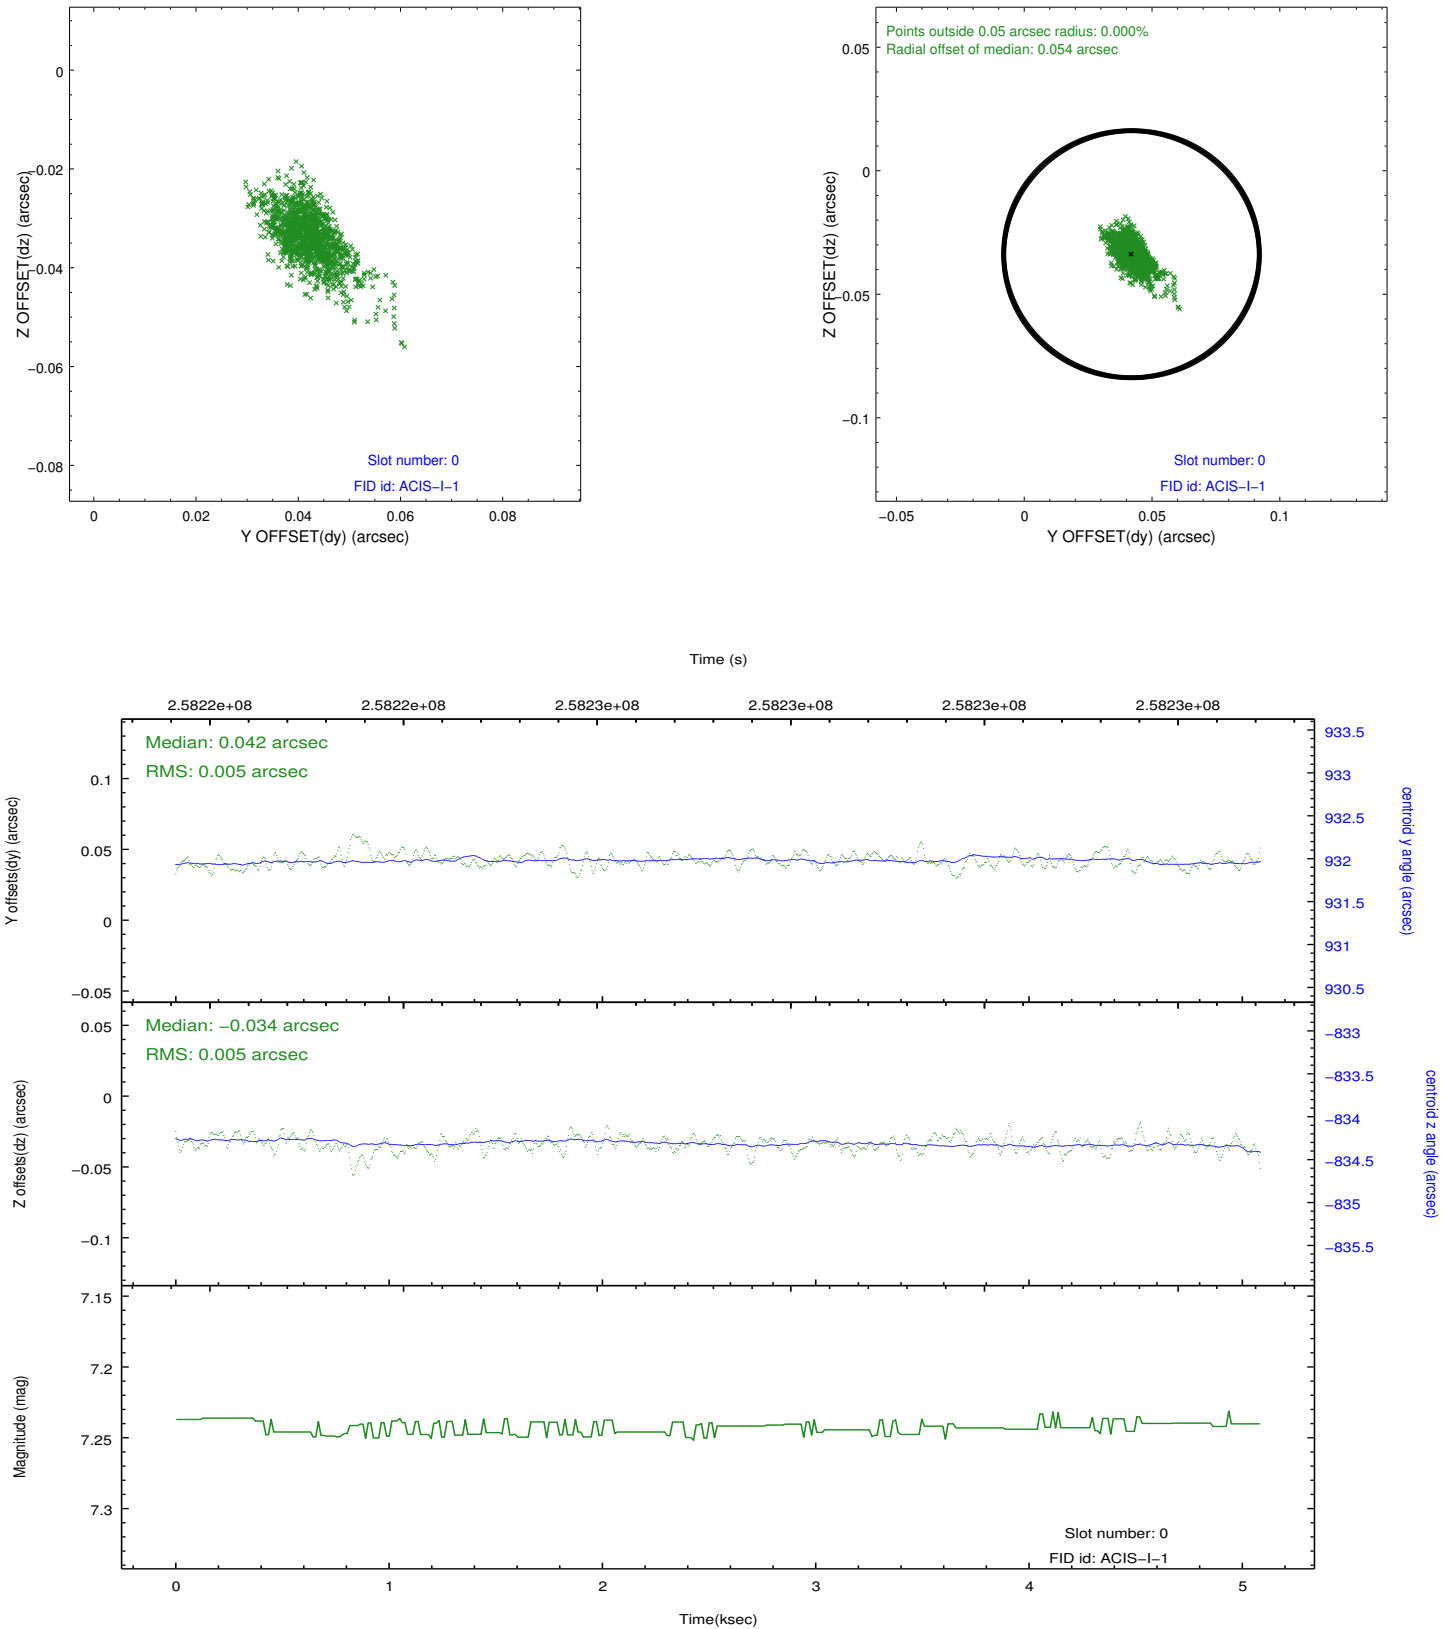 0
−0.02
−0.04
−0.06
−0.08
Z OFFSET(dz) (arcsec)
Slot number: 0
FID id: ACIS−I−1
0 0.02 0.04 0.06 0.08
Y OFFSET(dy) (arcsec)
Points outside 0.05 arcsec radius: 0.000%
Radial offset of median: 0.054 arcsec
0.05
0
−0.05
−0.1
Z OFFSET(dz) (arcsec)
Slot number: 0
FID id: ACIS−I−1
−0.05 0 0.05 0.1
Y OFFSET(dy) (arcsec)
Time (s)
2.5822e+08 2.5822e+08 2.5823e+08 2.5823e+08 2.5823e+08 2.5823e+08
Median: 0.042 arcsec
RMS: 0.005 arcsec
0.1
0.05
0
−0.05
Y offsets(dy) (arcsec)
933.5
933
932.5
932
931.5
931
930.5
centroid y angle (arcsec)
Median: −0.034 arcsec
RMS: 0.005 arcsec
0.05
0
−0.05
−0.1
Z offsets(dz) (arcsec)
−833
−833.5
−834
−834.5
−835
−835.5
centroid z angle (arcsec)
7.15
7.2
7.25
7.3
Magnitude (mag)
Slot number: 0
FID id: ACIS−I−1
0 1 2 3 4 5
Time(ksec)